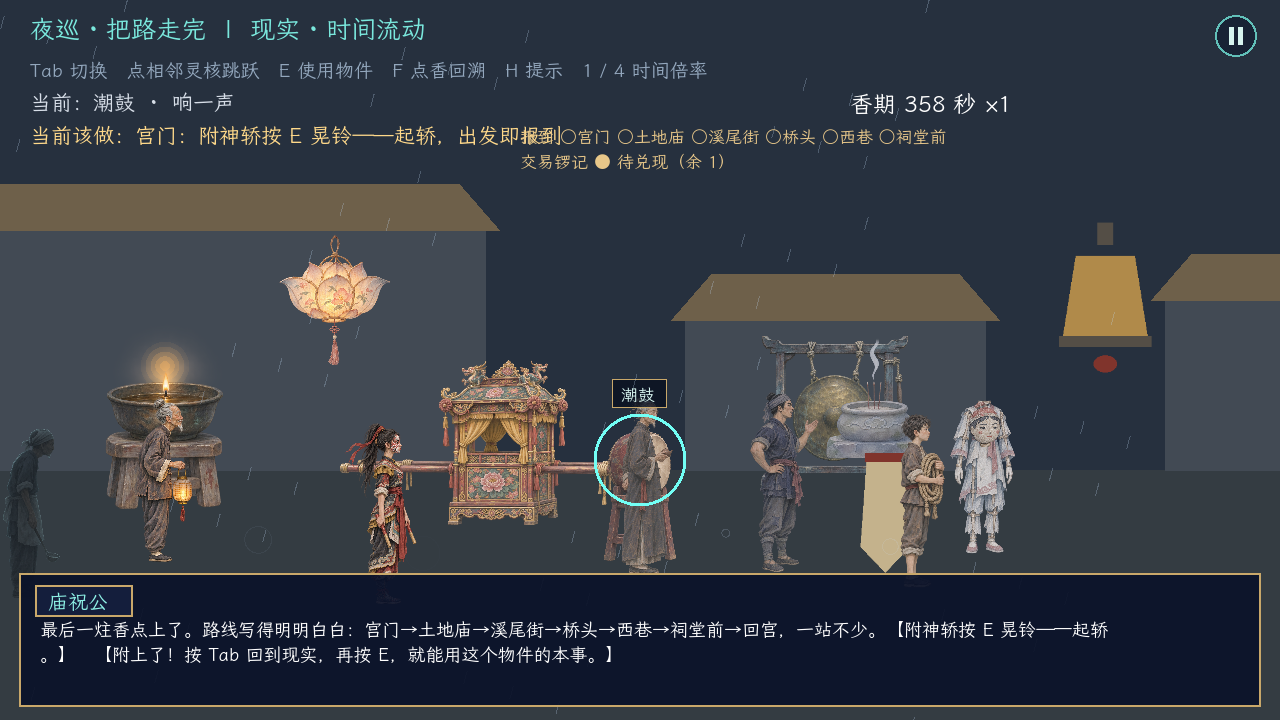 夜巡·把路走完 | 现实·时间流动
Tab 切换 点相邻灵核跳跃 E 使用物件 F 点香回溯 H 提示 1 / 4 时间倍率
当前：潮鼓 · 响一声
香期 358 秒 ×1
当前该做：宫门：附神轿按 E 晃铃——起轿，出发即报到
○宫门 ○土地庙 ○溪尾街 ○桥头 ○西巷 ○祠堂前
交易锣记 ● 待兑现（余 1）
潮鼓
庙祝公
最后一炷香点上了。路线写得明明白白：宫门→土地庙→溪尾街→桥头→西巷→祠堂前→回宫，一站不少。【附神轿按 E 晃铃——起轿
。】 【附上了！按 Tab 回到现实，再按 E，就能用这个物件的本事。】